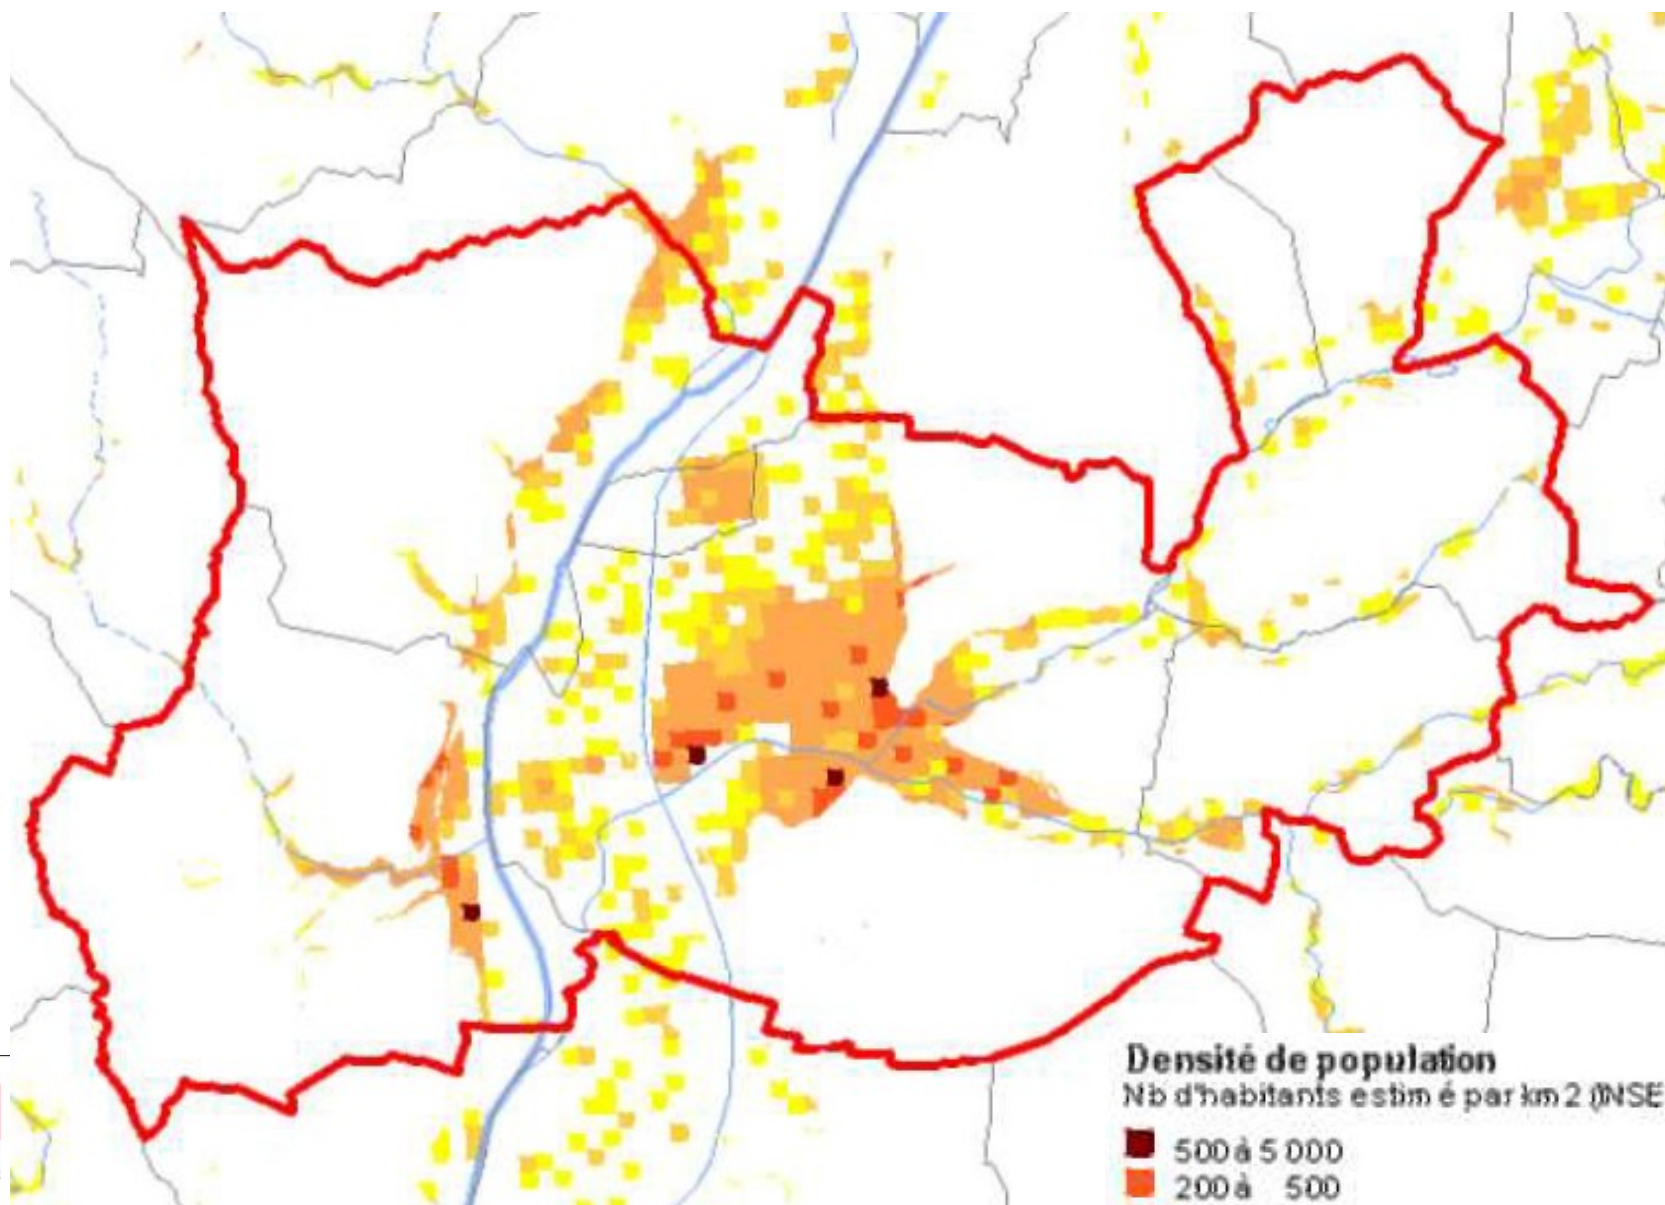 Densité de population
Nb d'habitants estimé par km2 (INSE
500 à 5 000
200 à 500